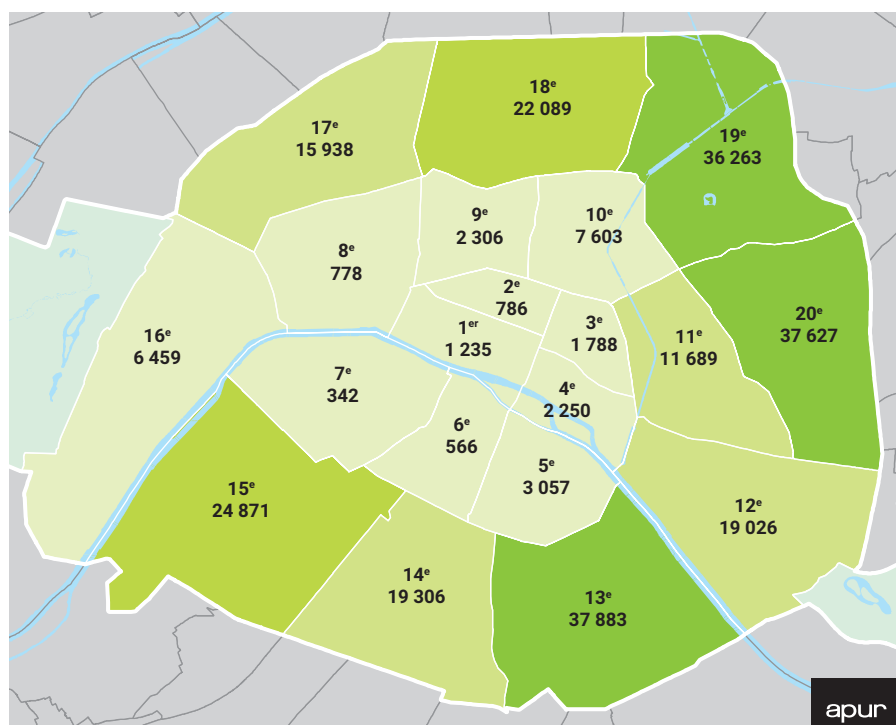 18e
22 089
17e
15 938
19e
36 263
9e
2 306
10e
7 603
8e
778
2e
786
20e
37 627
16e
6 459
1er
1 235
3e
1 788
11e
11 689
7e
342
4e
2 250
6e
566
5e
3 057
15e
24 871
12e
19 026
14e
19 306
13e
37 883
apur